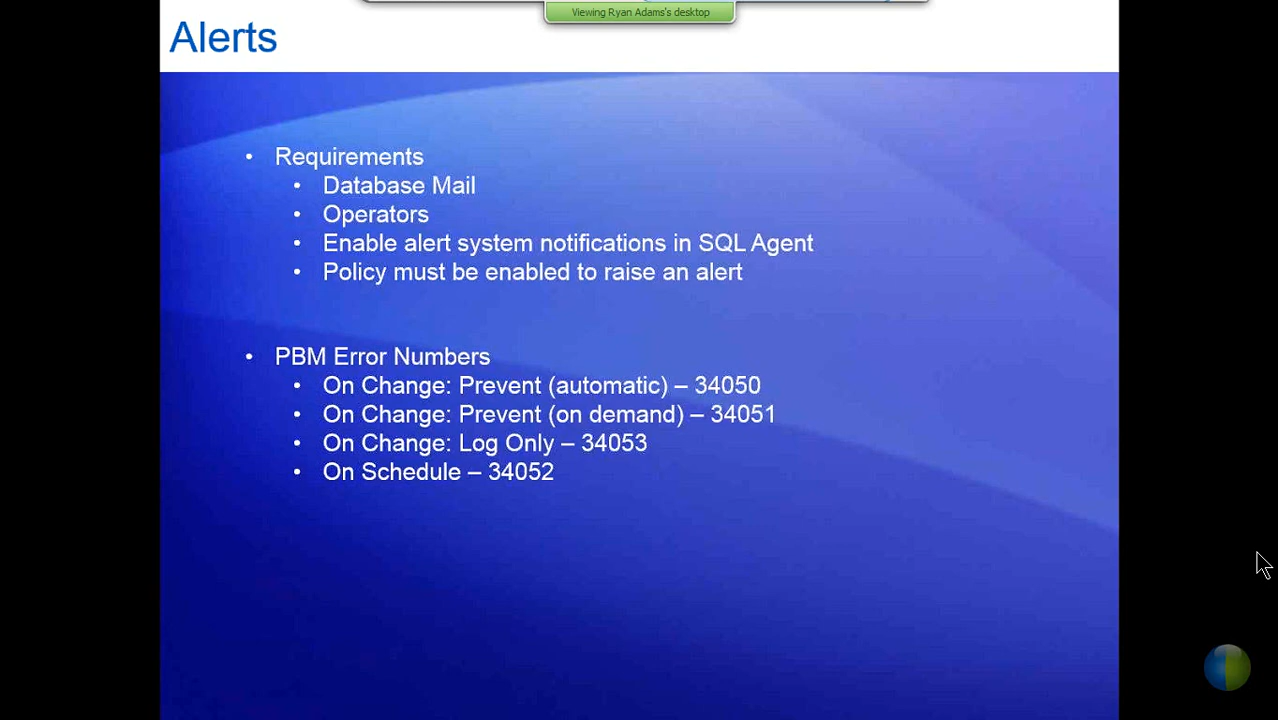 Viewing Ryan Adams's desktop
Alerts
• Requirements
• Database Mail
• Operators
• Enable alert system notifications in SQL Agent
• Policy must be enabled to raise an alert
• PBM Error Numbers
• On Change: Prevent (automatic) – 34050
• On Change: Prevent (on demand) – 34051
• On Change: Log Only – 34053
• On Schedule – 34052